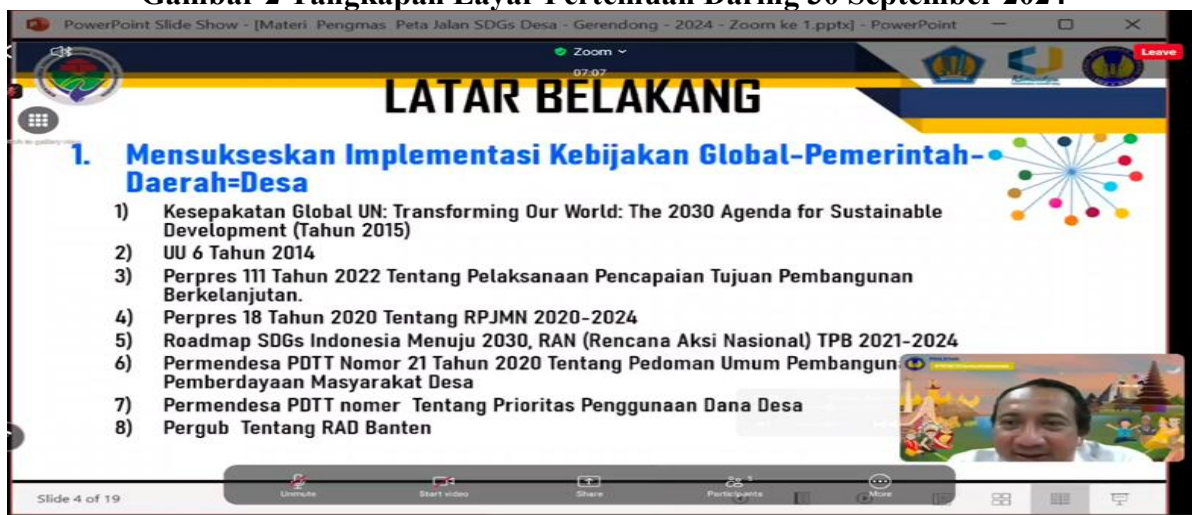 Gambar 2 Tangkapan Layar Pertemuan Daring 30 September 2024
PowerPoint Slide Show - [Materi Pengmas Peta Jalan SDGs Desa - Gerendong - 2024 - Zoom ke 1.pptx] - PowerPoint
Zoom
07:07
Leave
LATAR BELAKANG
1. Mensukseskan Implementasi Kebijakan Global-Pemerintah-
Daerah=Desa
1) Kesepakatan Global UN: Transforming Our World: The 2030 Agenda for Sustainable
Development (Tahun 2015)
2) UU 6 Tahun 2014
3) Perpres 111 Tahun 2022 Tentang Pelaksanaan Pencapaian Tujuan Pembangunan
Berkelanjutan.
4) Perpres 18 Tahun 2020 Tentang RPJMN 2020-2024
5) Roadmap SDGs Indonesia Menuju 2030, RAN (Rencana Aksi Nasional) TPB 2021-2024
6) Permendesa PDTT Nomor 21 Tahun 2020 Tentang Pedoman Umum Pembangun
Pemberdayaan Masyarakat Desa
7) Permendesa PDTT nomer Tentang Prioritas Penggunaan Dana Desa
8) Pergub Tentang RAD Banten
Slide 4 of 19
Unmute
Start video
Share
Participants
More